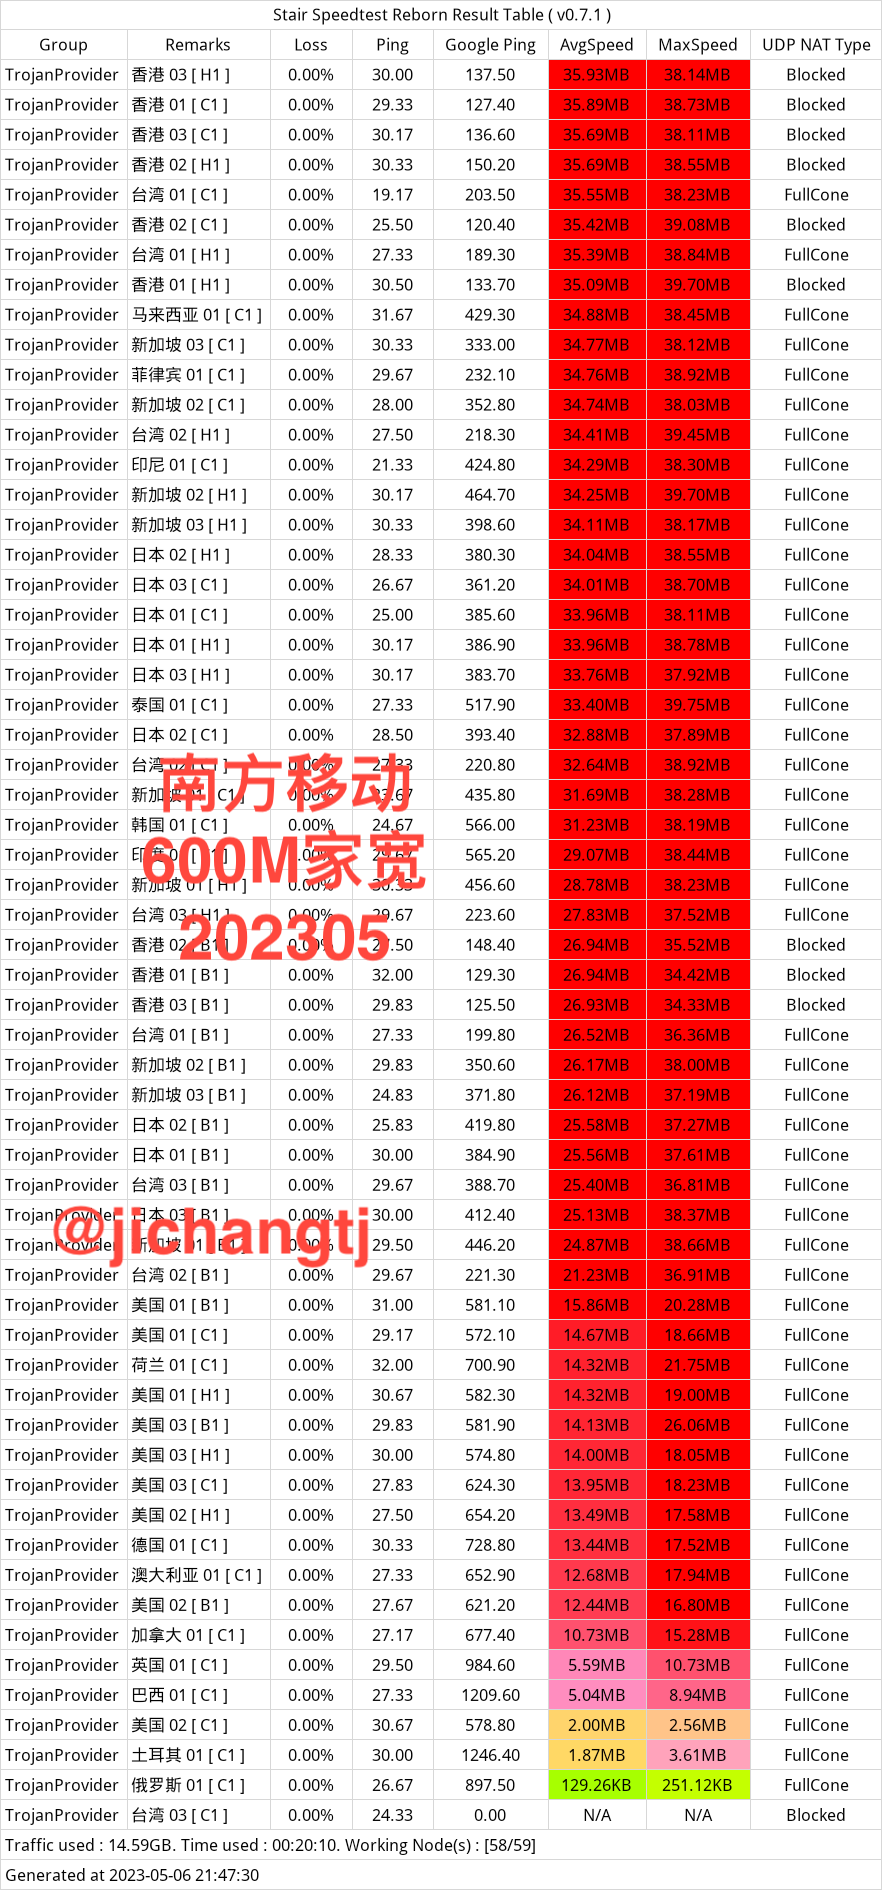 Stair Speedtest Reborn Result Table ( v0.7.1 )
Group Remarks Loss Ping Google Ping AvgSpeed MaxSpeed UDP NAT Type
TrojanProvider 香港 03 [ H1 ] 0.00% 30.00 137.50 35.93MB 38.14MB Blocked
TrojanProvider 香港 01 [ C1 ] 0.00% 29.33 127.40 35.89MB 38.73MB Blocked
TrojanProvider 香港 03 [ C1 ] 0.00% 30.17 136.60 35.69MB 38.11MB Blocked
TrojanProvider 香港 02 [ H1 ] 0.00% 30.33 150.20 35.69MB 38.55MB Blocked
TrojanProvider 台湾 01 [ C1 ] 0.00% 19.17 203.50 35.55MB 38.23MB FullCone
TrojanProvider 香港 02 [ C1 ] 0.00% 25.50 120.40 35.42MB 39.08MB Blocked
TrojanProvider 台湾 01 [ H1 ] 0.00% 27.33 189.30 35.39MB 38.84MB FullCone
TrojanProvider 香港 01 [ H1 ] 0.00% 30.50 133.70 35.09MB 39.70MB Blocked
TrojanProvider 马来西亚 01 [ C1 ] 0.00% 31.67 429.30 34.88MB 38.45MB FullCone
TrojanProvider 新加坡 03 [ C1 ] 0.00% 30.33 333.00 34.77MB 38.12MB FullCone
TrojanProvider 菲律宾 01 [ C1 ] 0.00% 29.67 232.10 34.76MB 38.92MB FullCone
TrojanProvider 新加坡 02 [ C1 ] 0.00% 28.00 352.80 34.74MB 38.03MB FullCone
TrojanProvider 台湾 02 [ H1 ] 0.00% 27.50 218.30 34.41MB 39.45MB FullCone
TrojanProvider 印尼 01 [ C1 ] 0.00% 21.33 424.80 34.29MB 38.30MB FullCone
TrojanProvider 新加坡 02 [ H1 ] 0.00% 30.17 464.70 34.25MB 39.70MB FullCone
TrojanProvider 新加坡 03 [ H1 ] 0.00% 30.33 398.60 34.11MB 38.17MB FullCone
TrojanProvider 日本 02 [ H1 ] 0.00% 28.33 380.30 34.04MB 38.55MB FullCone
TrojanProvider 日本 03 [ C1 ] 0.00% 26.67 361.20 34.01MB 38.70MB FullCone
TrojanProvider 日本 01 [ C1 ] 0.00% 25.00 385.60 33.96MB 38.11MB FullCone
TrojanProvider 日本 01 [ H1 ] 0.00% 30.17 386.90 33.96MB 38.78MB FullCone
TrojanProvider 日本 03 [ H1 ] 0.00% 30.17 383.70 33.76MB 37.92MB FullCone
TrojanProvider 泰国 01 [ C1 ] 0.00% 27.33 517.90 33.40MB 39.75MB FullCone
TrojanProvider 日本 02 [ C1 ] 0.00% 28.50 393.40 32.88MB 37.89MB FullCone
TrojanProvider 台湾 02 [ C1 ] 0.00% 27.33 220.80 32.64MB 38.92MB FullCone
南方移动
TrojanProvider 新加坡 01 [ C1 ] 0.00% 435.80 31.69MB 38.28MB FullCone
TrojanProvider 韩国 01 [ C1 ] 0.00% 24.67 566.00 31.23MB 38.19MB FullCone
600M家宽
TrojanProvider 印度 0.00% 29.67 565.20 29.07MB 38.44MB FullCone
TrojanProvider 新加坡 01 [ H1 ] 0.00% 30.33 456.60 28.78MB 38.23MB FullCone
TrojanProvider 台湾 03 [ H1 ] 0.00% 29.67 223.60 27.83MB 37.52MB FullCone
202305
TrojanProvider 香港 02 [ B1 ] 0.00% 148.40 26.94MB 35.52MB Blocked
TrojanProvider 香港 01 [ B1 ] 0.00% 32.00 129.30 26.94MB 34.42MB Blocked
TrojanProvider 香港 03 [ B1 ] 0.00% 29.83 125.50 26.93MB 34.33MB Blocked
TrojanProvider 台湾 01 [ B1 ] 0.00% 27.33 199.80 26.52MB 36.36MB FullCone
TrojanProvider 新加坡 02 [ B1 ] 0.00% 29.83 350.60 26.17MB 38.00MB FullCone
TrojanProvider 新加坡 03 [ B1 ] 0.00% 24.83 371.80 26.12MB 37.19MB FullCone
TrojanProvider 日本 02 [ B1 ] 0.00% 25.83 419.80 25.58MB 37.27MB FullCone
TrojanProvider 日本 01 [ B1 ] 0.00% 30.00 384.90 25.56MB 37.61MB FullCone
TrojanProvider 台湾 03 [ B1 ] 0.00% 29.67 388.70 25.40MB 36.81MB FullCone
TrojanProvider 日本 03 [ B1 ] 0.00% 30.00 412.40 25.13MB 38.37MB FullCone
@jichangtj
TrojanProvider 新加坡 01 [ B1 ] 0.00% 29.50 446.20 24.87MB 38.66MB FullCone
TrojanProvider 台湾 02 [ B1 ] 0.00% 29.67 221.30 21.23MB 36.91MB FullCone
TrojanProvider 美国 01 [ B1 ] 0.00% 31.00 581.10 15.86MB 20.28MB FullCone
TrojanProvider 美国 01 [ C1 ] 0.00% 29.17 572.10 14.67MB 18.66MB FullCone
TrojanProvider 荷兰 01 [ C1 ] 0.00% 32.00 700.90 14.32MB 21.75MB FullCone
TrojanProvider 美国 01 [ H1 ] 0.00% 30.67 582.30 14.32MB 19.00MB FullCone
TrojanProvider 美国 03 [ B1 ] 0.00% 29.83 581.90 14.13MB 26.06MB FullCone
TrojanProvider 美国 03 [ H1 ] 0.00% 30.00 574.80 14.00MB 18.05MB FullCone
TrojanProvider 美国 03 [ C1 ] 0.00% 27.83 624.30 13.95MB 18.23MB FullCone
TrojanProvider 美国 02 [ H1 ] 0.00% 27.50 654.20 13.49MB 17.58MB FullCone
TrojanProvider 德国 01 [ C1 ] 0.00% 30.33 728.80 13.44MB 17.52MB FullCone
TrojanProvider 澳大利亚 01 [ C1 ] 0.00% 27.33 652.90 12.68MB 17.94MB FullCone
TrojanProvider 美国 02 [ B1 ] 0.00% 27.67 621.20 12.44MB 16.80MB FullCone
TrojanProvider 加拿大 01 [ C1 ] 0.00% 27.17 677.40 10.73MB 15.28MB FullCone
TrojanProvider 英国 01 [ C1 ] 0.00% 29.50 984.60 5.59MB 10.73MB FullCone
TrojanProvider 巴西 01 [ C1 ] 0.00% 27.33 1209.60 5.04MB 8.94MB FullCone
TrojanProvider 美国 02 [ C1 ] 0.00% 30.67 578.80 2.00MB 2.56MB FullCone
TrojanProvider 土耳其 01 [ C1 ] 0.00% 30.00 1246.40 1.87MB 3.61MB FullCone
TrojanProvider 俄罗斯 01 [ C1 ] 0.00% 26.67 897.50 129.26KB 251.12KB FullCone
TrojanProvider 台湾 03 [ C1 ] 0.00% 24.33 0.00 N/A N/A Blocked
Traffic used : 14.59GB. Time used : 00:20:10. Working Node(s) : [58/59]
Generated at 2023-05-06 21:47:30